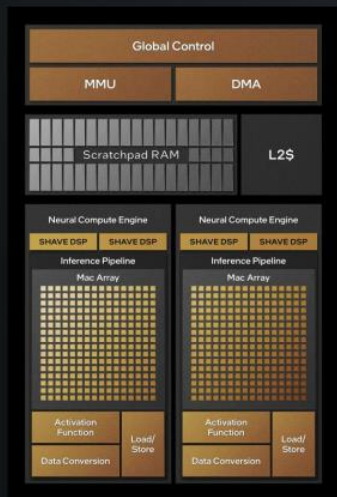 Global Control
MMU
DMA
Scratchpad RAM
L2$
Neural Compute Engine
SHAVE DSP
SHAVE DSP
Inference Pipeline
Mac Array
Activation
Function
Load/
Store
Data Conversion
Neural Compute Engine
SHAVE DSP
SHAVE DSP
Inference Pipeline
Mac Array
Activation
Function
Load/
Store
Data Conversion